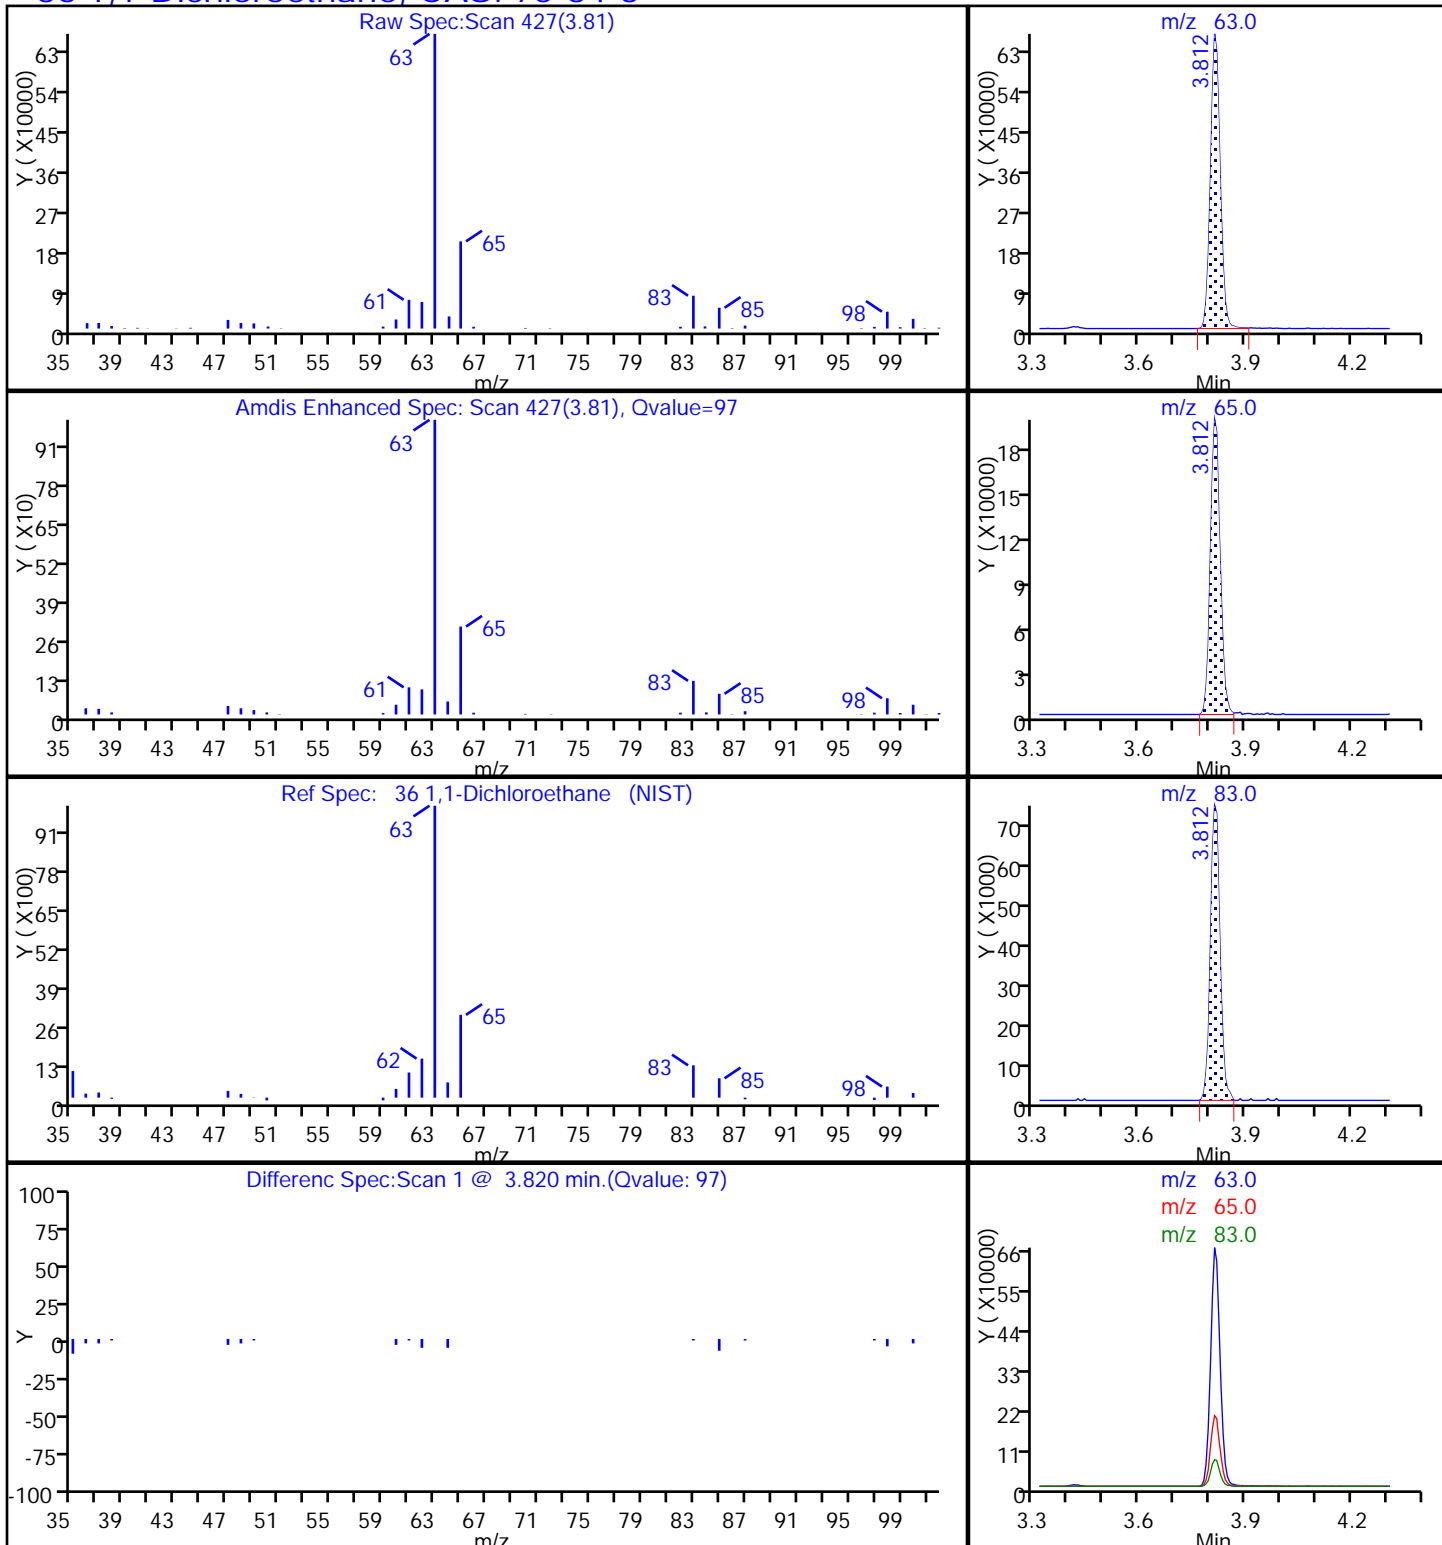 36 1,1-Dichloroethane, CAS: 75-34-3
Raw Spec:Scan 427(3.81)
Y ( X10000)
63
54
45
36
27
18
9
0
63
65
61
83
85
98
35 39 43 47 51 55 59 63 67 71 75 79 83 87 91 95 99
m/z
m/z 63.0
Y ( X10000)
63
54
45
36
27
18
9
0
3.812
3.3 3.6 3.9 4.2
Min
Amdis Enhanced Spec: Scan 427(3.81), Qvalue=97
Y ( X10)
91
78
65
52
39
26
13
0
63
65
61
83
85
98
35 39 43 47 51 55 59 63 67 71 75 79 83 87 91 95 99
m/z
m/z 65.0
Y ( X10000)
18
15
12
9
6
3
0
3.812
3.3 3.6 3.9 4.2
Min
Ref Spec: 36 1,1-Dichloroethane (NIST)
Y ( X100)
91
78
65
52
39
26
13
0
63
65
62
83
85
98
35 39 43 47 51 55 59 63 67 71 75 79 83 87 91 95 99
m/z
m/z 83.0
Y ( X1000)
70
60
50
40
30
20
10
0
3.812
3.3 3.6 3.9 4.2
Min
Differenc Spec:Scan 1 @ 3.820 min.(Qvalue: 97)
Y
100
75
50
25
0
-25
-50
-75
-100
35 39 43 47 51 55 59 63 67 71 75 79 83 87 91 95 99
m/z
m/z 63.0
m/z 65.0
m/z 83.0
Y ( X10000)
66
55
44
33
22
11
0
3.3 3.6 3.9 4.2
Min